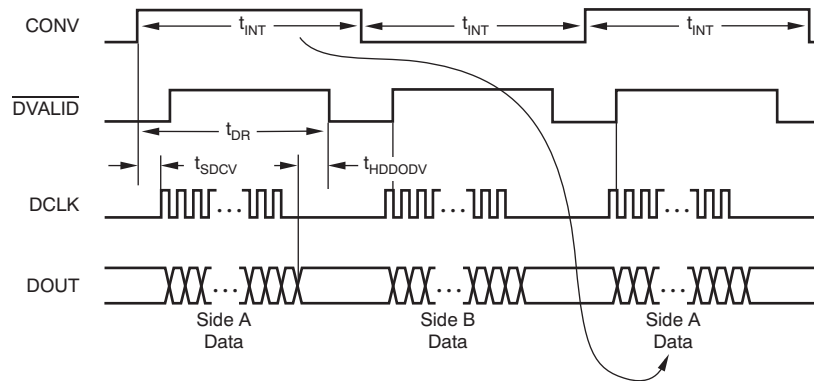 CONV
t_INT
t_INT
t_INT
DVALID
t_DR
t_SDCV
t_HDDODV
DCLK
...
...
...
DOUT
...
...
...
Side A
Data
Side B
Data
Side A
Data